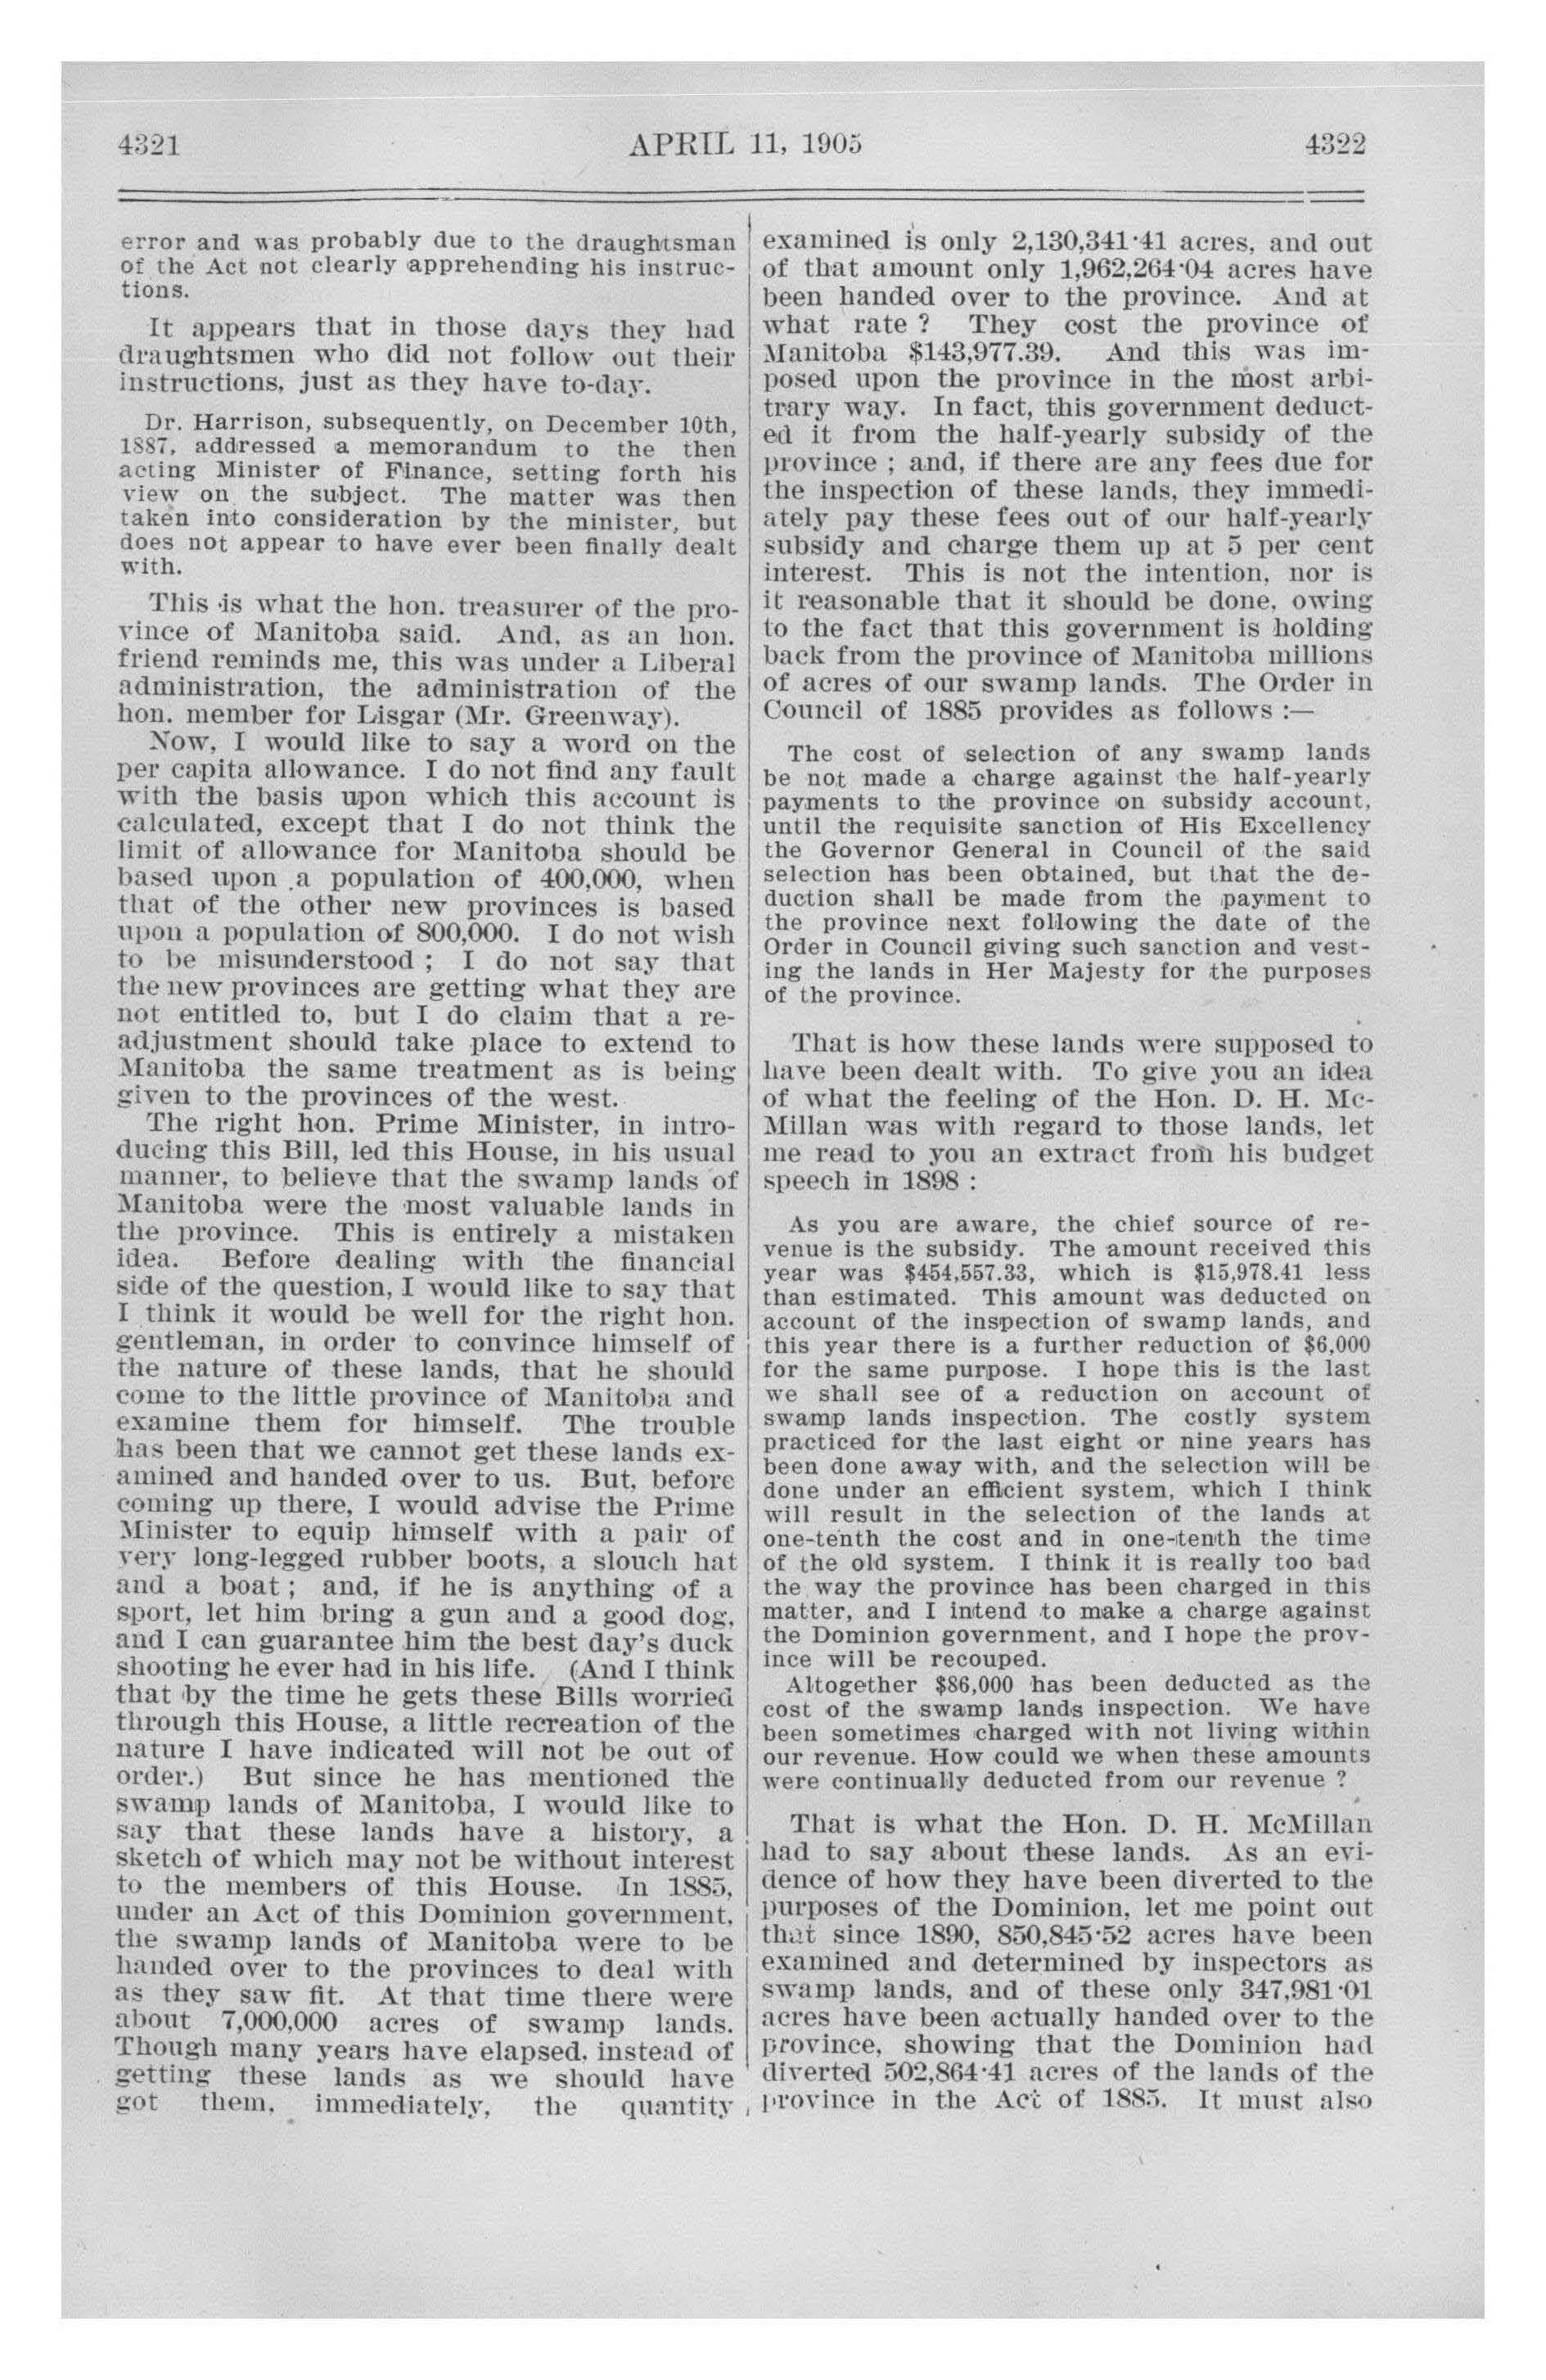 4321
APRIL 11, 1905
4322
error and was probably due to the draughtsman
of the Act not clearly apprehending his instruc-
tions.
It appears that in those days they had
draughtsmen who did not follow out their
instructions, just as they have to-day.
Dr. Harrison, subsequently, on December 10th,
1887, addressed a memorandum to the then
acting Minister of Finance, setting forth his
view on the subject. The matter was then
taken into consideration by the minister, but
does not appear to have ever been finally dealt
with.
This is what the hon. treasurer of the pro-
vince of Manitoba said. And, as an hon.
friend reminds me, this was under a Liberal
administration, the administration of the
hon. member for Lisgar (Mr. Greenway).
Now, I would like to say a word on the
per capita allowance. I do not find any fault
with the basis upon which this account is
calculated, except that I do not think the
limit of allowance for Manitoba should be
based upon a population of 400,000, when
that of the other new provinces is based
upon a population of 800,000. I do not wish
to be misunderstood ; I do not say that
the new provinces are getting what they are
not entitled to, but I do claim that a re-
adjustment should take place to extend to
Manitoba the same treatment as is being
given to the provinces of the west.
The right hon. Prime Minister, in intro-
ducing this Bill, led this House, in his usual
manner, to believe that the swamp lands of
Manitoba were the most valuable lands in
the province. This is entirely a mistaken
idea. Before dealing with the financial
side of the question, I would like to say that
I think it would be well for the right hon.
gentleman, in order to convince himself of
the nature of these lands, that he should
come to the little province of Manitoba and
examine them for himself. The trouble
has been that we cannot get these lands ex-
amined and handed over to us. But, before
coming up there, I would advise the Prime
Minister to equip himself with a pair of
very long-legged rubber boots, a slouch hat
and a boat ; and, if he is anything of a
sport, let him bring a gun and a good dog,
and I can guarantee him the best day's duck
shooting he ever had in his life. (And I think
that by the time he gets these Bills worried
through this House, a little recreation of the
nature I have indicated will not be out of
order.) But since he has mentioned the
swamp lands of Manitoba, I would like to
say that these lands have a history, a
sketch of which may not be without interest
to the members of this House. In 1885,
under an Act of this Dominion government,
the swamp lands of Manitoba were to be
handed over to the provinces to deal with
as they saw fit. At that time there were
about 7,000,000 acres of swamp lands.
Though many years have elapsed, instead of
getting these lands as we should have
got them, immediately, the quantity
examined is only 2,130,341·41 acres, and out
of that amount only 1,962,264·04 acres have
been handed over to the province. And at
what rate ? They cost the province of
Manitoba $143,977.39. And this was im-
posed upon the province in the most arbi-
trary way. In fact, this government deduct-
ed it from the half-yearly subsidy of the
province ; and, if there are any fees due for
the inspection of these lands, they immedi-
ately pay these fees out of our half-yearly
subsidy and charge them up at 5 per cent
interest. This is not the intention, nor is
it reasonable that it should be done, owing
to the fact that this government is holding
back from the province of Manitoba millions
of acres of our swamp lands. The Order in
Council of 1885 provides as follows :—
The cost of selection of any swamp lands
be not made a charge against the half-yearly
payments to the province on subsidy account,
until the requisite sanction of His Excellency
the Governor General in Council of the said
selection has been obtained, but that the de-
duction shall be made from the payment to
the province next following the date of the
Order in Council giving such sanction and vest-
ing the lands in Her Majesty for the purposes
of the province.
That is how these lands were supposed to
have been dealt with. To give you an idea
of what the feeling of the Hon. D. H. Mc-
Millan was with regard to those lands, let
me read to you an extract from his budget
speech in 1898 :
As you are aware, the chief source of re-
venue is the subsidy. The amount received this
year was $454,557.33, which is $15,978.41 less
than estimated. This amount was deducted on
account of the inspection of swamp lands, and
this year there is a further reduction of $6,000
for the same purpose. I hope this is the last
we shall see of a reduction on account of
swamp lands inspection. The costly system
practiced for the last eight or nine years has
been done away with, and the selection will be
done under an efficient system, which I think
will result in the selection of the lands at
one-tenth the cost and in one-tenth the time
of the old system. I think it is really too bad
the way the province has been charged in this
matter, and I intend to make a charge against
the Dominion government, and I hope the prov-
ince will be recouped.
Altogether $86,000 has been deducted as the
cost of the swamp lands inspection. We have
been sometimes charged with not living within
our revenue. How could we when these amounts
were continually deducted from our revenue ?
That is what the Hon. D. H. McMillan
had to say about these lands. As an evi-
dence of how they have been diverted to the
purposes of the Dominion, let me point out
that since 1890, 850,845·52 acres have been
examined and determined by inspectors as
swamp lands, and of these only 347,981·01
acres have been actually handed over to the
province, showing that the Dominion had
diverted 502,864·41 acres of the lands of the
province in the Act of 1885. It must also